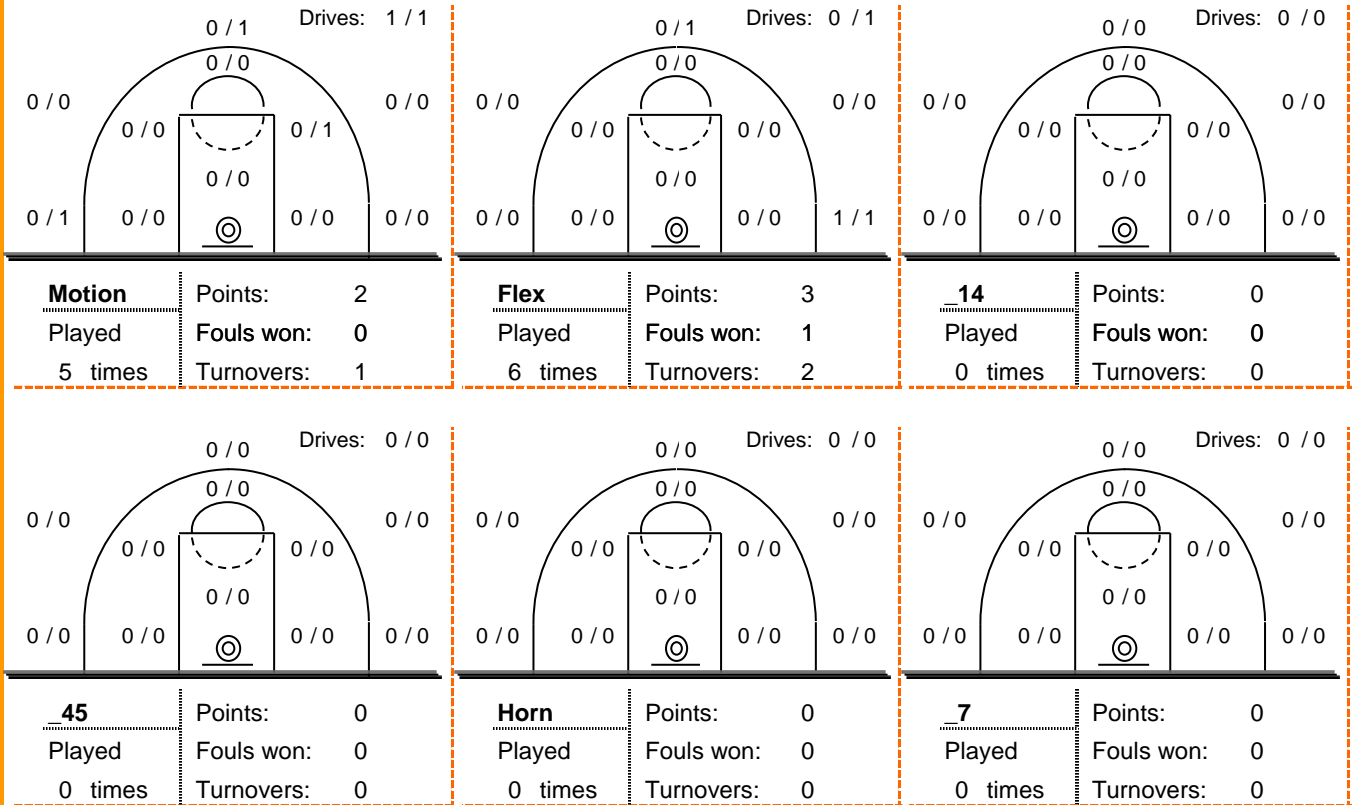 0 / 1 Drives: 1 / 1
0 / 0
0 / 0 0 / 0
0 / 0 0 / 1
0 / 0
0 / 1 0 / 0 0 / 0 0 / 0
Motion Points: 2
Played Fouls won: 0
5 times Turnovers: 1
0 / 1 Drives: 0 / 1
0 / 0
0 / 0 0 / 0
0 / 0 0 / 0
0 / 0
0 / 0 0 / 0 0 / 0 1 / 1
Flex Points: 3
Played Fouls won: 1
6 times Turnovers: 2
0 / 0 Drives: 0 / 0
0 / 0
0 / 0 0 / 0
0 / 0 0 / 0
0 / 0
0 / 0 0 / 0 0 / 0 0 / 0
_14 Points: 0
Played Fouls won: 0
0 times Turnovers: 0
0 / 0 Drives: 0 / 0
0 / 0
0 / 0 0 / 0
0 / 0 0 / 0
0 / 0
0 / 0 0 / 0 0 / 0 0 / 0
_45 Points: 0
Played Fouls won: 0
0 times Turnovers: 0
0 / 0 Drives: 0 / 0
0 / 0
0 / 0 0 / 0
0 / 0 0 / 0
0 / 0
0 / 0 0 / 0 0 / 0 0 / 0
Horn Points: 0
Played Fouls won: 0
0 times Turnovers: 0
0 / 0 Drives: 0 / 0
0 / 0
0 / 0 0 / 0
0 / 0 0 / 0
0 / 0
0 / 0 0 / 0 0 / 0 0 / 0
_7 Points: 0
Played Fouls won: 0
0 times Turnovers: 0